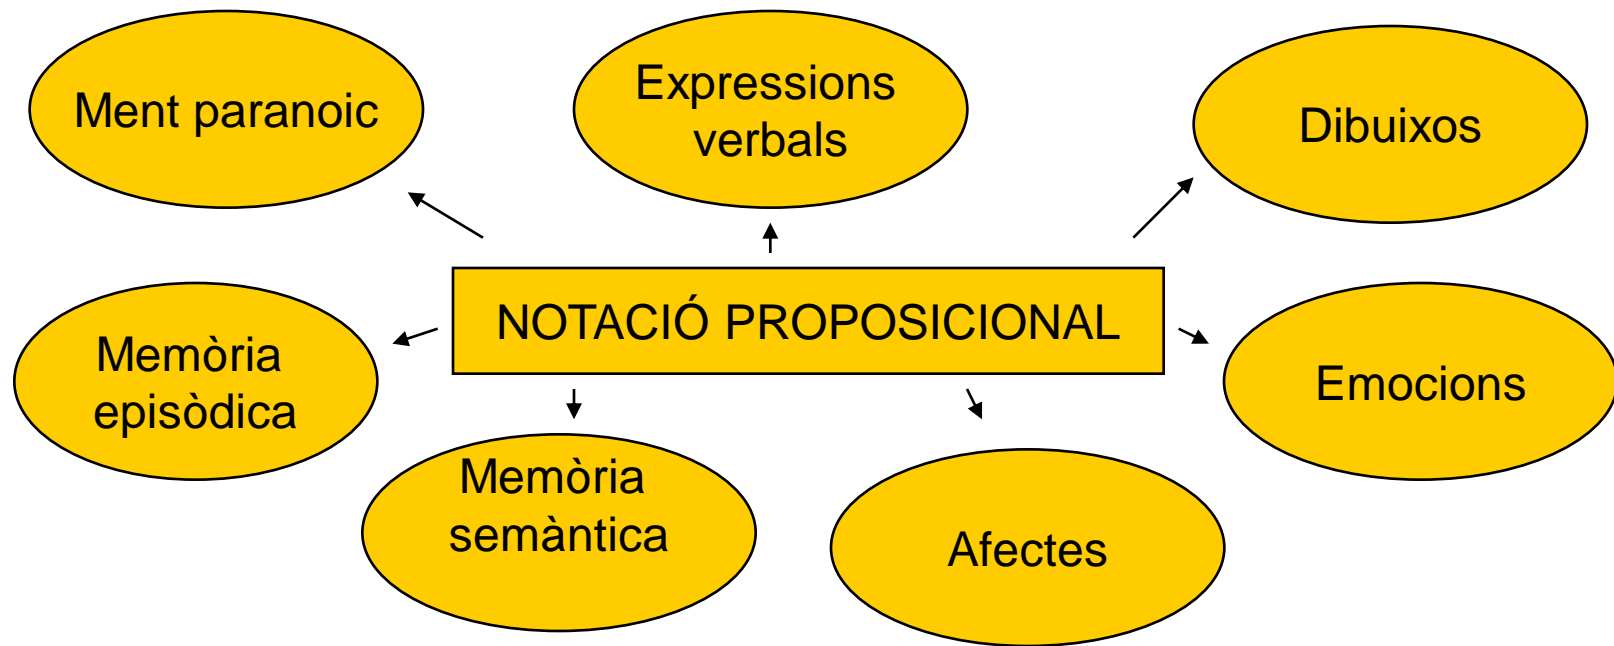 Ment paranoic
Expressions
verbals
Dibuixos
NOTACIÓ PROPOSICIONAL
Memòria
episòdica
Emocions
Memòria
semàntica
Afectes